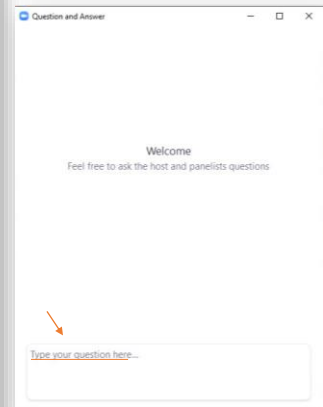 Question and Answer
Welcome
Feel free to ask the host and panelists questions
Type your question here...